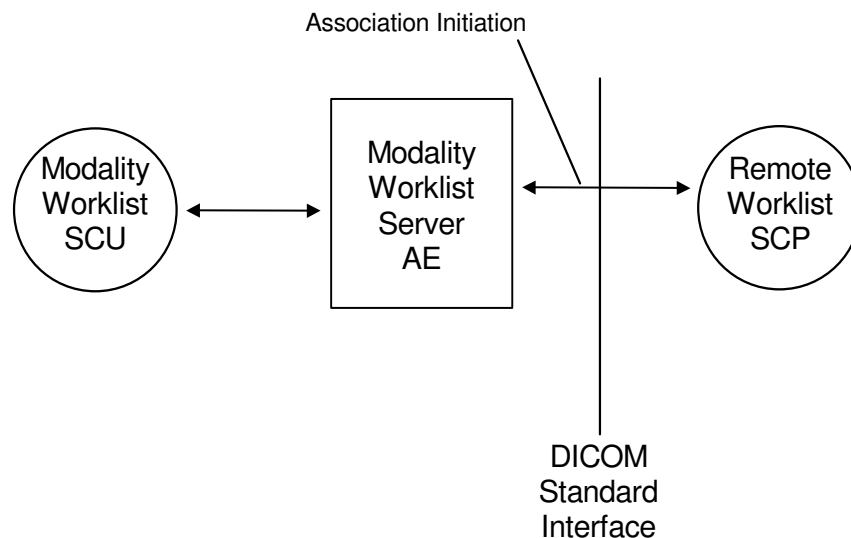 Association Initiation
Modality
Worklist
SCU
Modality
Worklist
Server
AE
Remote
Worklist
SCP
DICOM
Standard
Interface